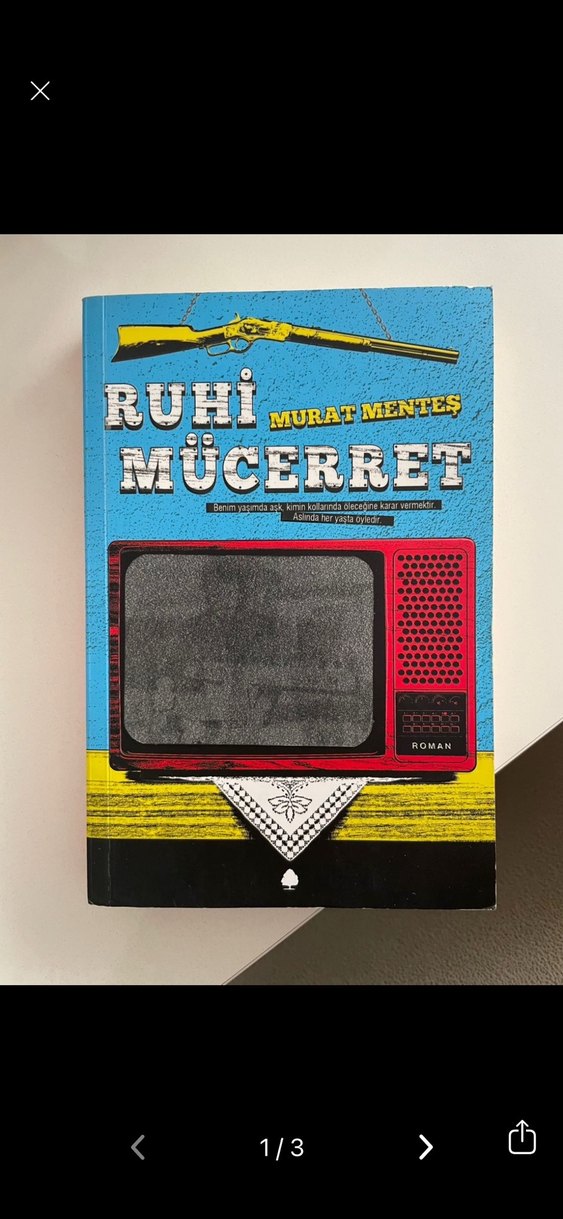 RUHİ
MURAT MENTEŞ
MÜCERRET
Benim yaşımda aşk, kimin kollarında öleceğine karar vermektir.
Aslında her yaşta öyledir.
ROMAN
1/3